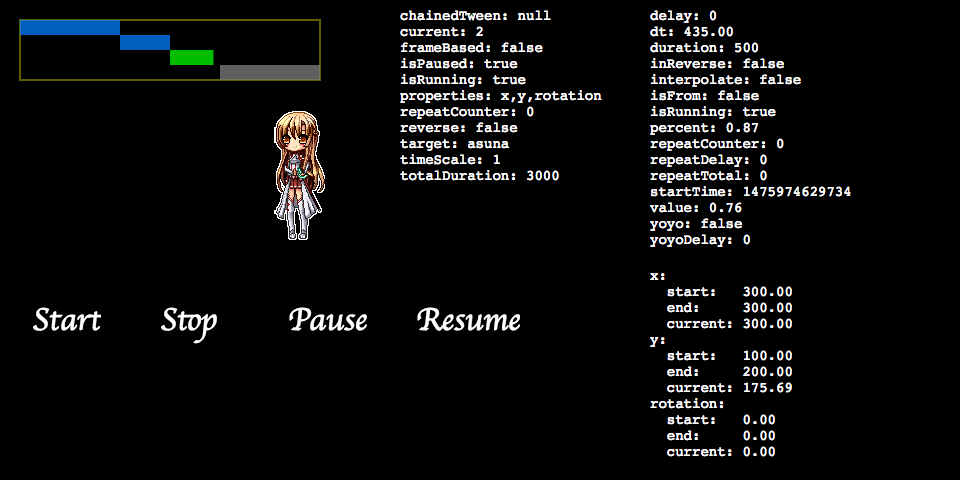 chainedTween: null
current: 2
frameBased: false
isPaused: true
isRunning: true
properties: x,y,rotation
repeatCounter: 0
reverse: false
target: asuna
timeScale: 1
totalDuration: 3000
delay: 0
dt: 435.00
duration: 500
inReverse: false
interpolate: false
isFrom: false
isRunning: true
percent: 0.87
repeatCounter: 0
repeatDelay: 0
repeatTotal: 0
startTime: 1475974629734
value: 0.76
yoyo: false
yoyoDelay: 0
x:
start: 300.00
end: 300.00
current: 300.00
y:
start: 100.00
end: 200.00
current: 175.69
rotation:
start: 0.00
end: 0.00
current: 0.00
Start Stop Pause Resume